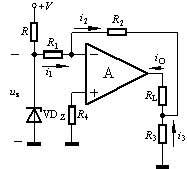 +V
i₂
R₂
R
R₁
−
−
i₁
A
iO
us
VDZ
+
R₄
RL
R₃
i₃
−